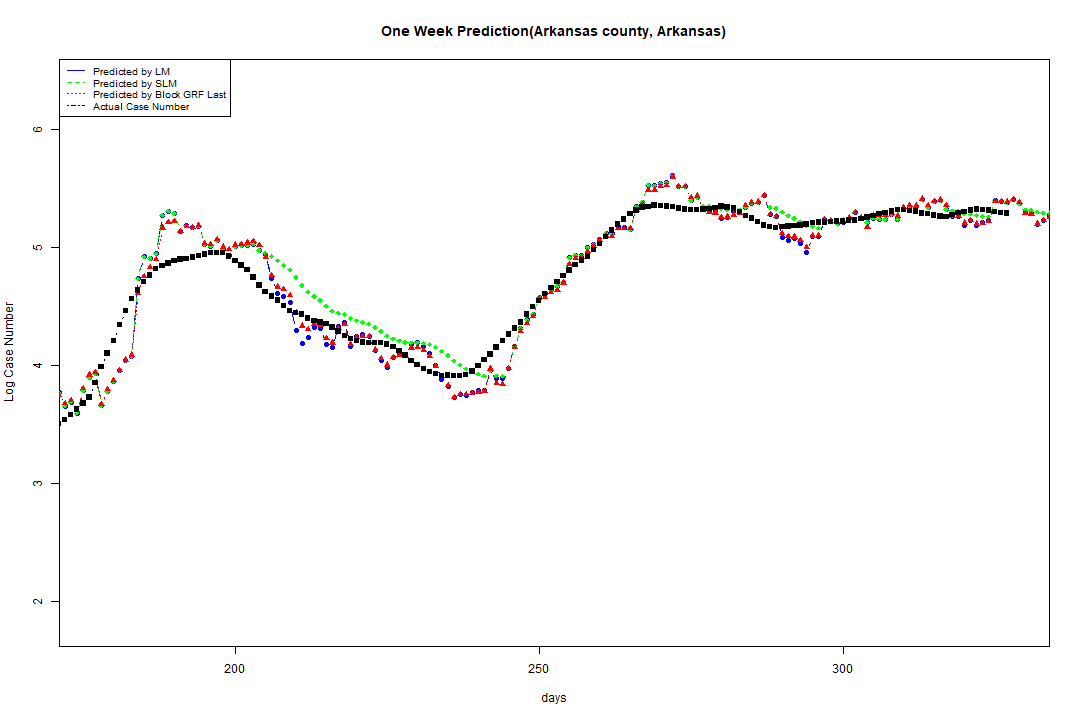 One Week Prediction(Arkansas county, Arkansas)
Predicted by LM
Predicted by SLM
Predicted by Block GRF Last
Actual Case Number
6
5
4
3
2
Log Case Number
200 250 300
days